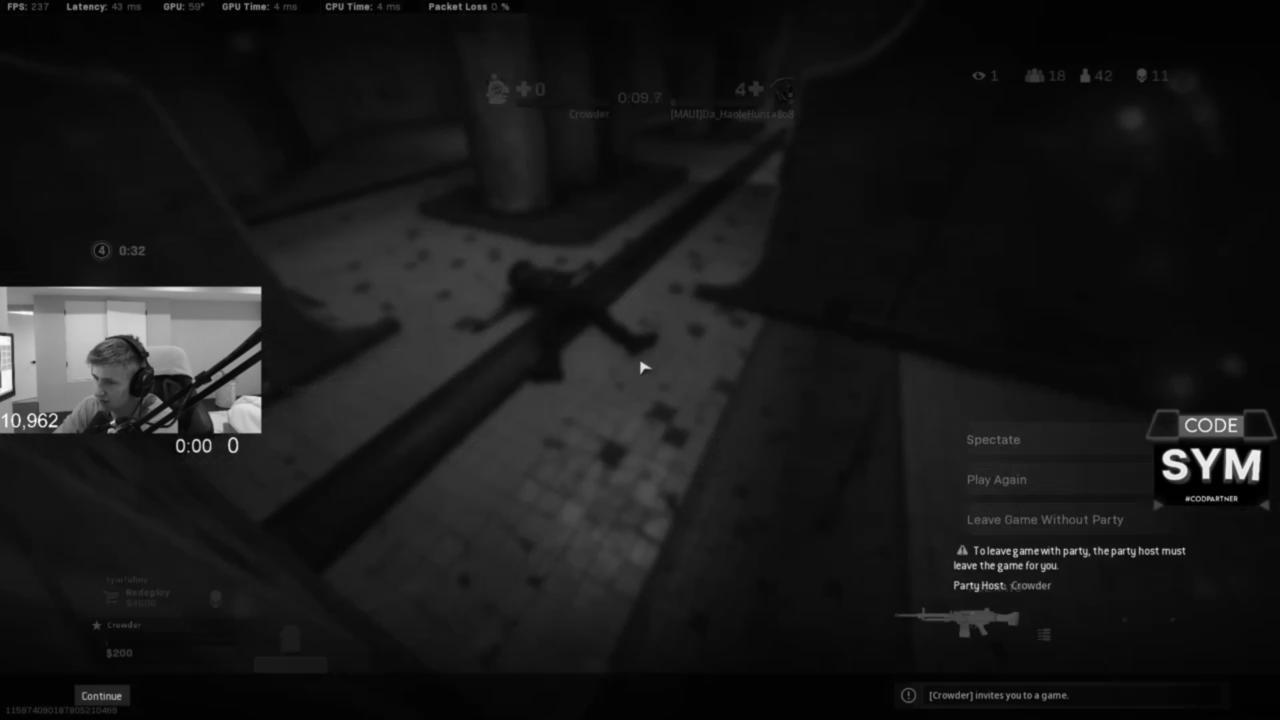 FPS: 237 Latency: 43 ms GPU: 59° GPU Time: 4 ms CPU Time: 4 ms Packet Loss 0 %
+0 0:09.7 4+
1 18 42 11
Crowder
4 0:32
10,962
0:00 0
Spectate
Play Again
Leave Game Without Party
To leave game with party, the party host must
leave the game for you.
Party Host: Crowder
CODE
SYM
#CODPARTNER
Redeploy
Crowder
$200
Continue
[Crowder] invites you to a game.